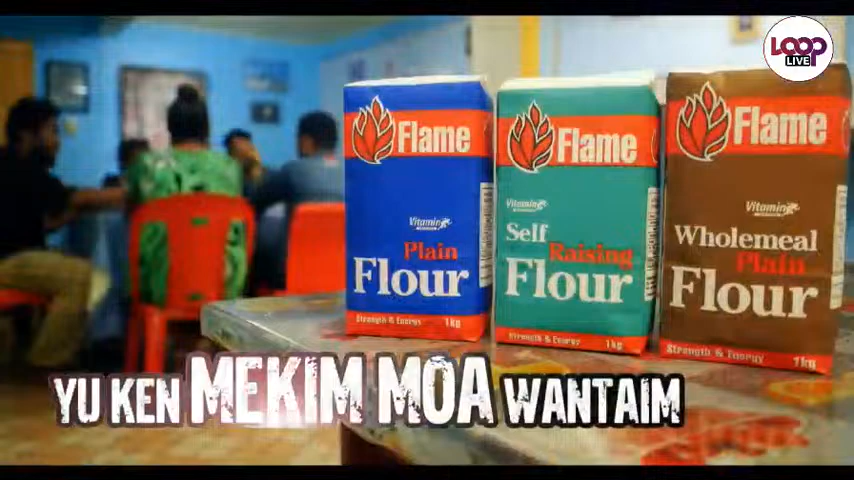 LOOP
LIVE
Flame
Vitamin
Plain
Flour
Strength & Energy 1kg
Flame
Vitamin
Self
Raising
Flour
Strength & Energy 1kg
Flame
Vitamin
Wholemeal
Plain
Flour
Strength & Energy 1kg
YU KEN MEKIM MOA WANTAIM